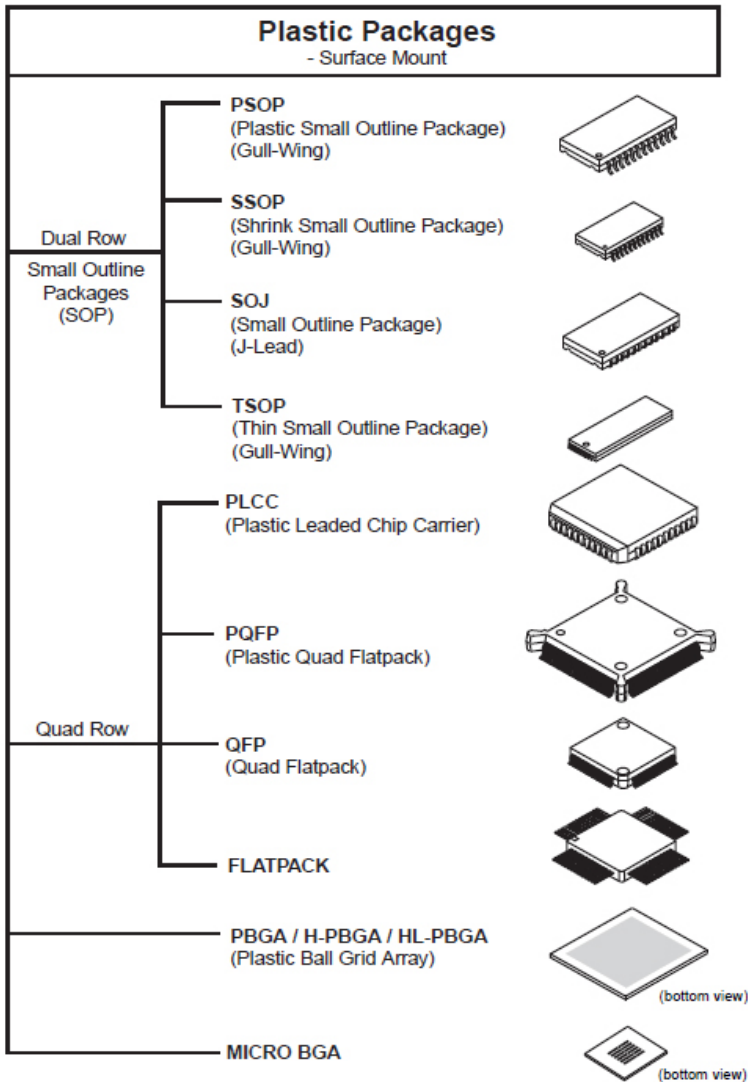 Plastic Packages
- Surface Mount
PSOP
(Plastic Small Outline Package)
(Gull-Wing)
SSOP
(Shrink Small Outline Package)
(Gull-Wing)
Dual Row
Small Outline
Packages
(SOP)
SOJ
(Small Outline Package)
(J-Lead)
TSOP
(Thin Small Outline Package)
(Gull-Wing)
PLCC
(Plastic Leaded Chip Carrier)
PQFP
(Plastic Quad Flatpack)
Quad Row
QFP
(Quad Flatpack)
FLATPACK
PBGA / H-PBGA / HL-PBGA
(Plastic Ball Grid Array)
(bottom view)
MICRO BGA
(bottom view)